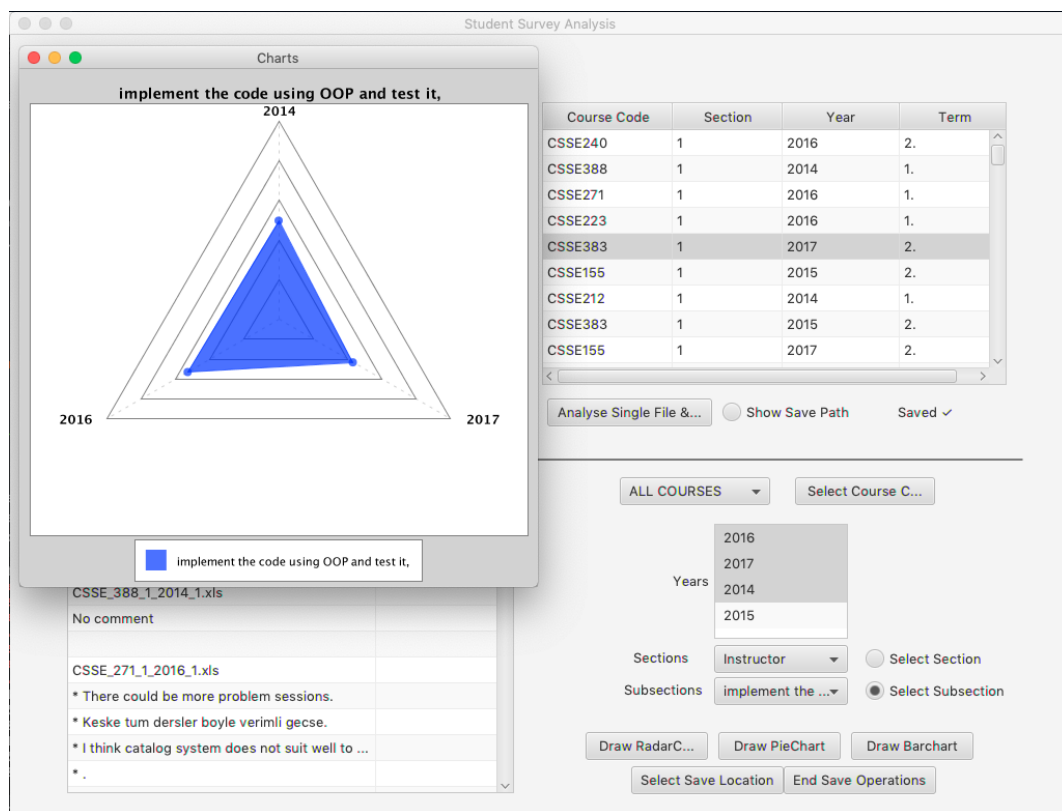 Student Survey Analysis
Charts
implement the code using OOP and test it,
2014
2016
2017
implement the code using OOP and test it,
Course Code Section Year Term
CSSE240 1 2016 2.
CSSE388 1 2014 1.
CSSE271 1 2016 1.
CSSE223 1 2016 1.
CSSE383 1 2017 2.
CSSE155 1 2015 2.
CSSE212 1 2014 1.
CSSE383 1 2015 2.
CSSE155 1 2017 2.
Analyse Single File &... Show Save Path Saved ✓
ALL COURSES Select Course C...
Years
2016
2017
2014
2015
Sections Instructor Select Section
Subsections implement the ... Select Subsection
Draw RadarC... Draw PieChart Draw Barchart
Select Save Location End Save Operations
CSSE_388_1_2014_1.xls
No comment
CSSE_271_1_2016_1.xls
* There could be more problem sessions.
* Keske tum dersler boyle verimli gecse.
* I think catalog system does not suit well to ...
* .